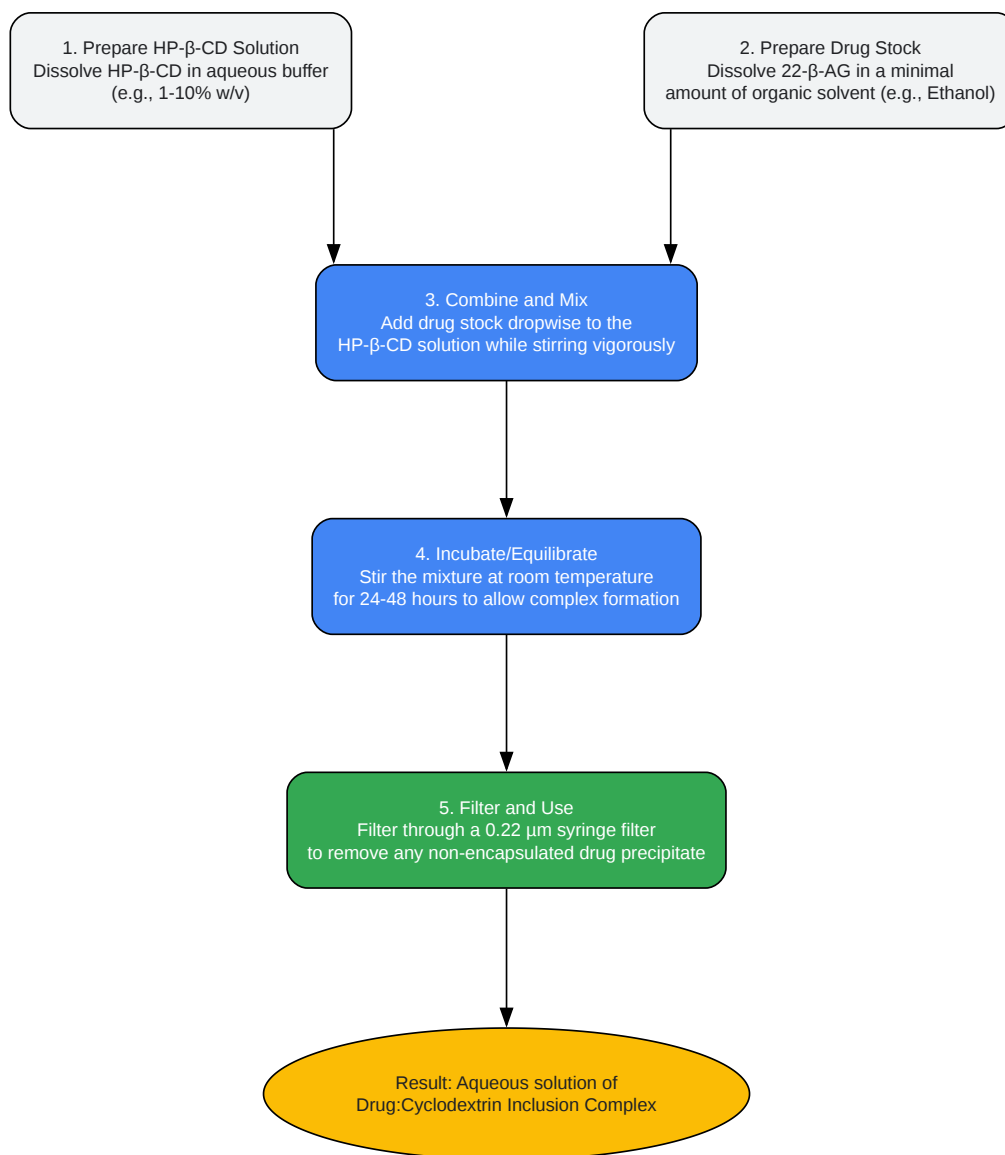 1. Prepare HP-β-CD Solution
Dissolve HP-β-CD in aqueous buffer
(e.g., 1-10% w/v)
2. Prepare Drug Stock
Dissolve 22-β-AG in a minimal
amount of organic solvent (e.g., Ethanol)
3. Combine and Mix
Add drug stock dropwise to the
HP-β-CD solution while stirring vigorously
4. Incubate/Equilibrate
Stir the mixture at room temperature
for 24-48 hours to allow complex formation
5. Filter and Use
Filter through a 0.22 µm syringe filter
to remove any non-encapsulated drug precipitate
Result: Aqueous solution of
Drug:Cyclodextrin Inclusion Complex